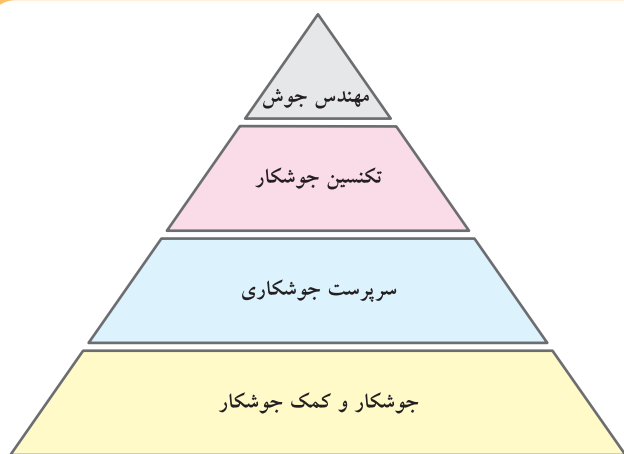 مهندس جوش
تکنسین جوشکار
سرپرست جوشکاری
جوشکار و کمک جوشکار